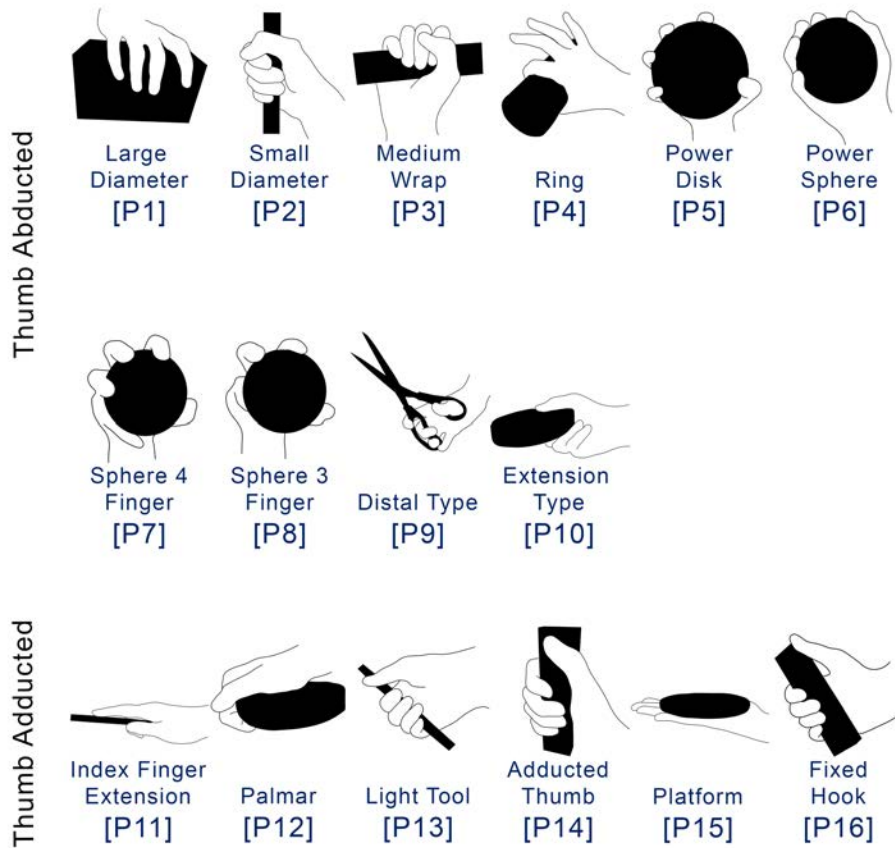 Thumb Abducted
Large
Diameter
[P1]
Small
Diameter
[P2]
Medium
Wrap
[P3]
Ring
[P4]
Power
Disk
[P5]
Power
Sphere
[P6]
Sphere 4
Finger
[P7]
Sphere 3
Finger
[P8]
Distal Type
[P9]
Extension
Type
[P10]
Thumb Adducted
Index Finger
Extension
[P11]
Palmar
[P12]
Light Tool
[P13]
Adducted
Thumb
[P14]
Platform
[P15]
Fixed
Hook
[P16]